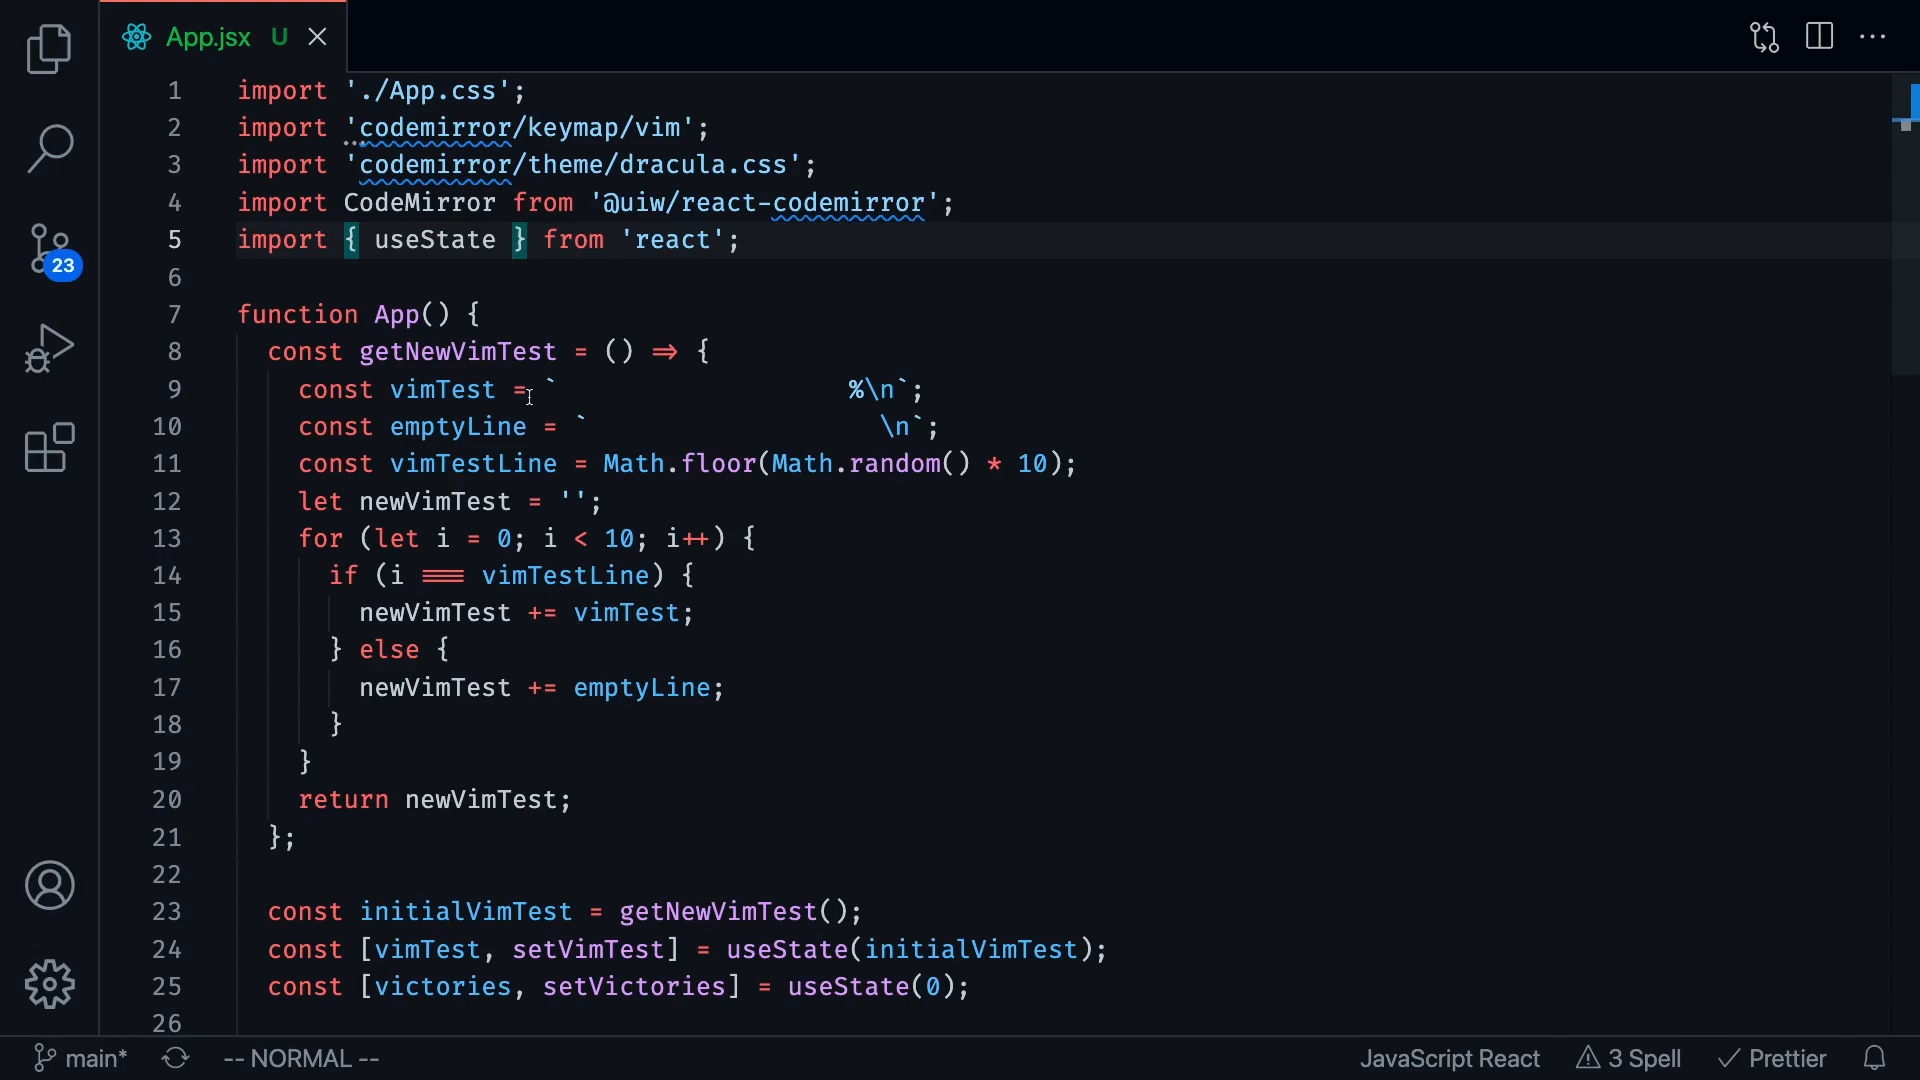 App.jsx U
1 import './App.css';
2 import 'codemirror/keymap/vim';
3 import 'codemirror/theme/dracula.css';
4 import CodeMirror from '@uiw/react-codemirror';
5 import { useState } from 'react';
6
7 function App() {
8   const getNewVimTest = () => {
9     const vimTest = `                   %\n`;
10     const emptyLine = `                   \n`;
11     const vimTestLine = Math.floor(Math.random() * 10);
12     let newVimTest = '';
13     for (let i = 0; i < 10; i++) {
14       if (i === vimTestLine) {
15         newVimTest += vimTest;
16       } else {
17         newVimTest += emptyLine;
18       }
19     }
20     return newVimTest;
21   };
22
23   const initialVimTest = getNewVimTest();
24   const [vimTest, setVimTest] = useState(initialVimTest);
25   const [victories, setVictories] = useState(0);
26
23
main* -- NORMAL -- JavaScript React 3 Spell Prettier